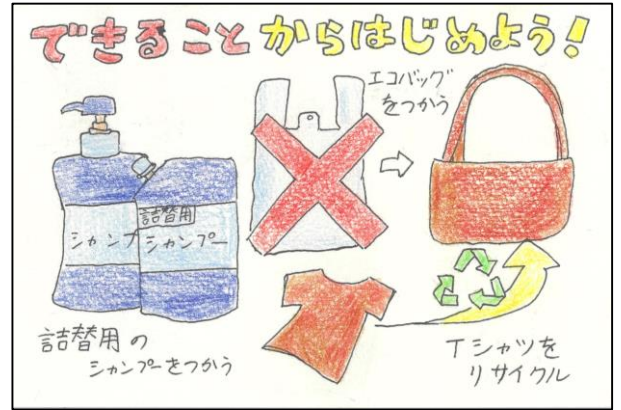 できることからはじめよう!
エコバッグ
をつかう
詰替用
シャンプ
シャンプー
詰替用の
シャンプーをつかう
Tシャツを
リサイクル